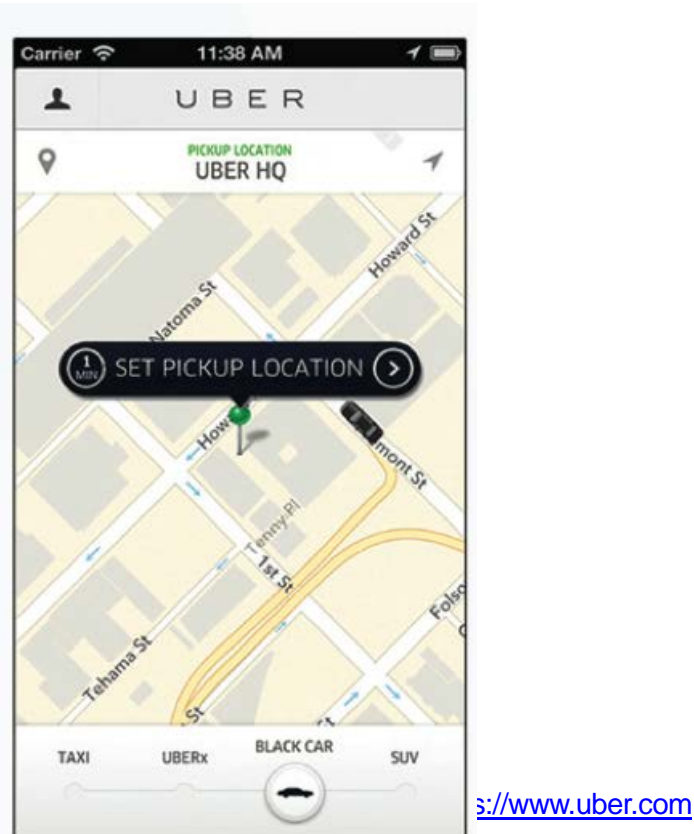 Carrier 11:38 AM
UBER
PICKUP LOCATION
UBER HQ
Howard St
Natoma St
1 MIN SET PICKUP LOCATION
How
mont St
Tenny Pl
1st St
Folso
Tehama St
St
St
TAXI UBERx BLACK CAR SUV
s://www.uber.com